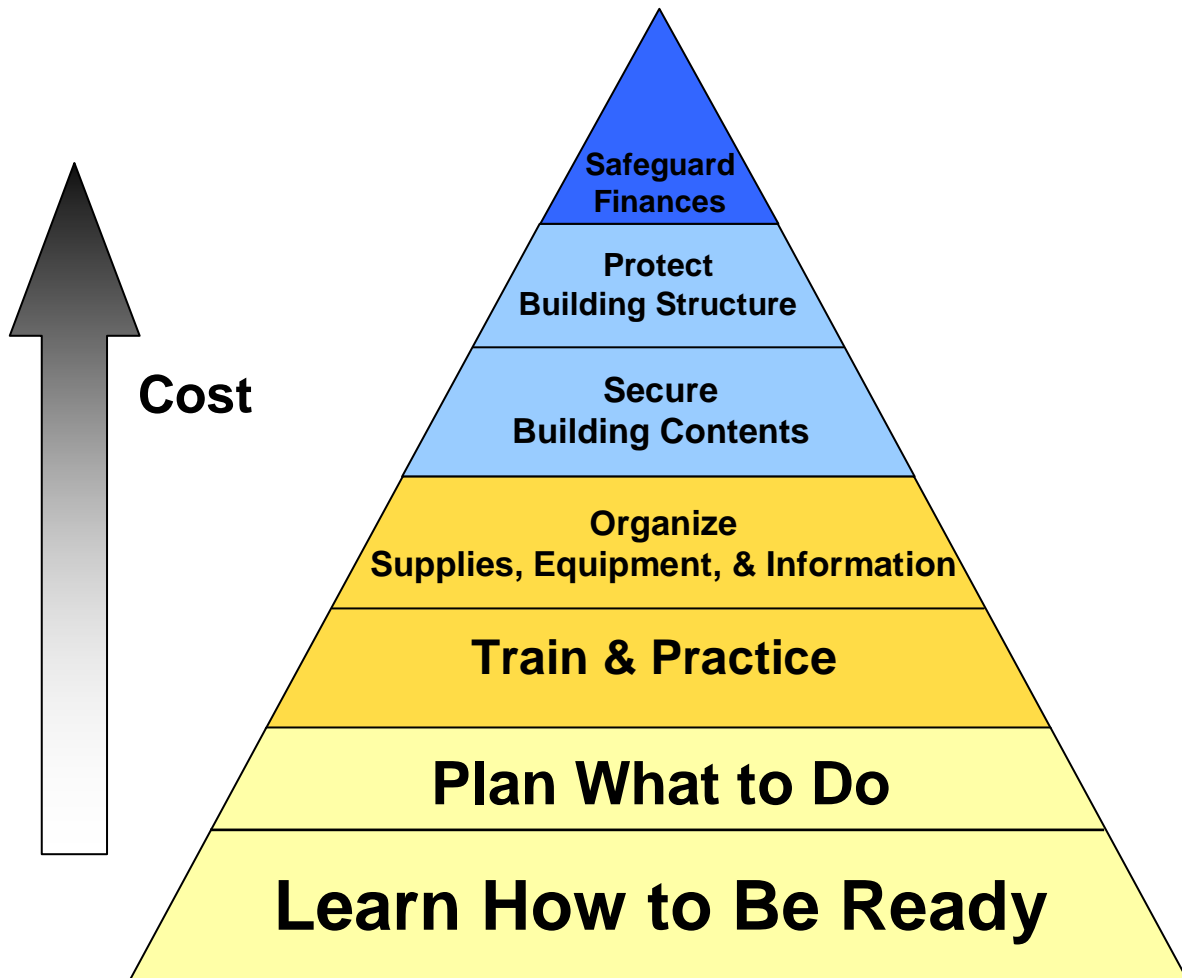 Safeguard
Finances
Protect
Building Structure
Cost
Secure
Building Contents
Organize
Supplies, Equipment, & Information
Train & Practice
Plan What to Do
Learn How to Be Ready